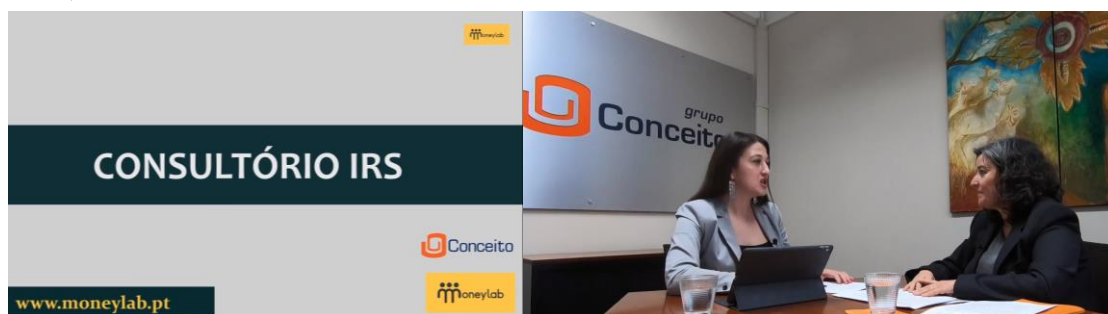 Moneylab
CONSULTÓRIO IRS
Conceito
www.moneylab.pt
Moneylab
grupo
Conceito